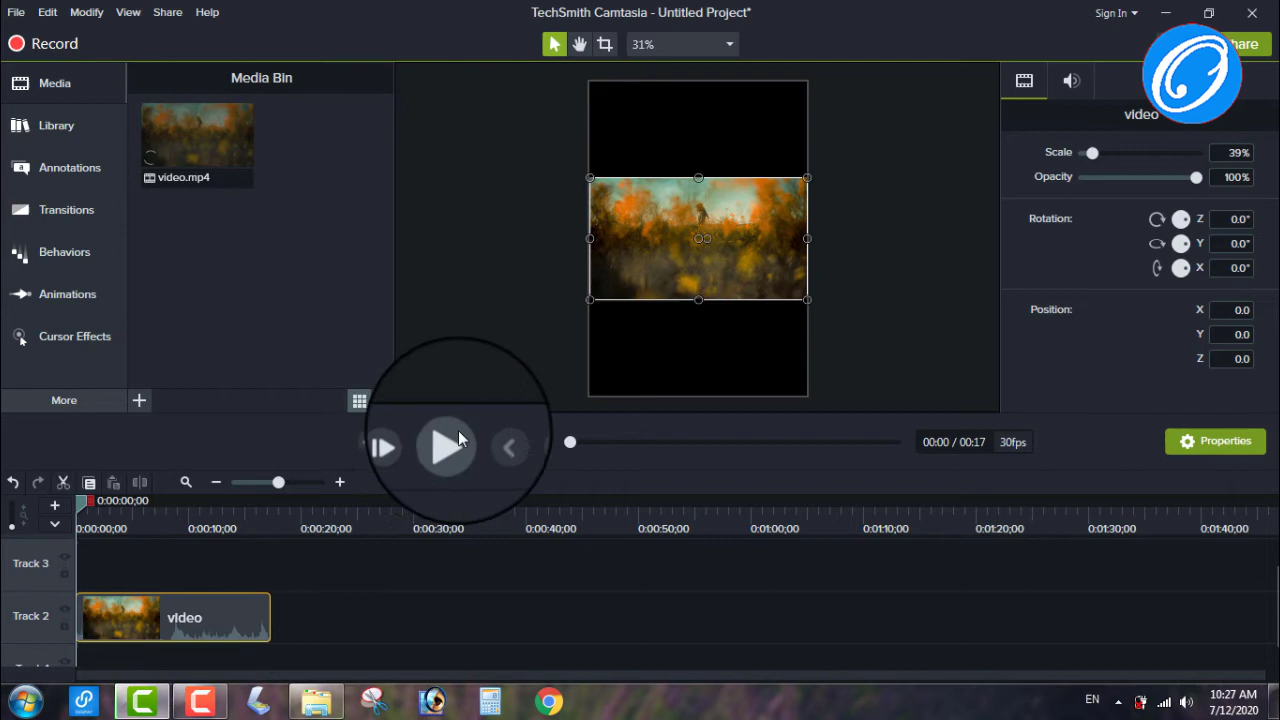 File Edit Modify View Share Help
TechSmith Camtasia - Untitled Project*
Sign In
Record
31%
hare
Media
Library
Annotations
Transitions
Behaviors
Animations
Cursor Effects
More
Media Bin
video.mp4
video
Scale 39%
Opacity 100%
Rotation: Z 0.0°
Y 0.0°
X 0.0°
Position: X 0.0
Y 0.0
Z 0.0
00:00 / 00:17 30fps
Properties
0:00:00;00
0:00:00;00 0:00:10;00 0:00:20;00 0:00:30;00 0:00:40;00 0:00:50;00 0:01:00;00 0:01:10;00 0:01:20;00 0:01:30;00 0:01:40;00
Track 3
Track 2
video
EN
10:27 AM
7/12/2020